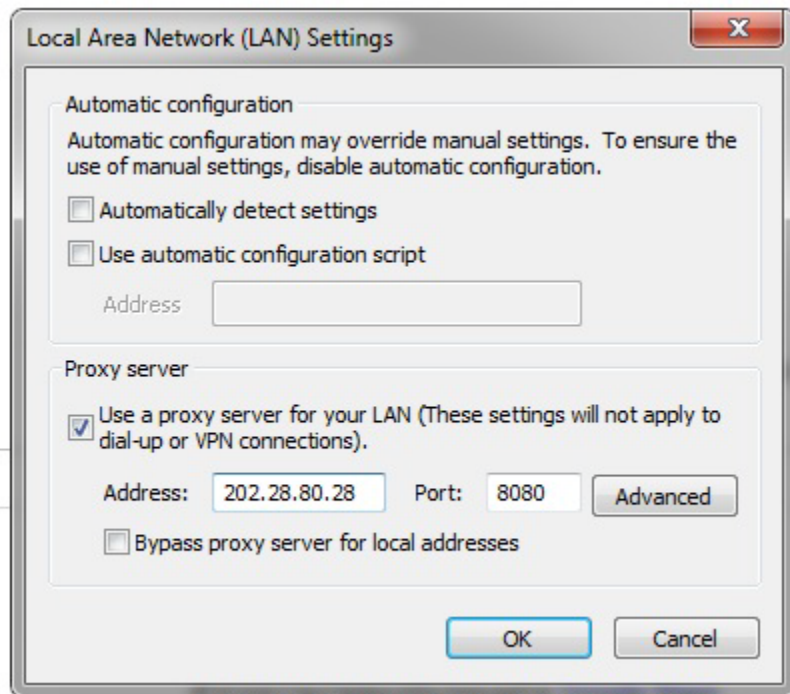 Local Area Network (LAN) Settings
Automatic configuration
Automatic configuration may override manual settings. To ensure the
use of manual settings, disable automatic configuration.
Automatically detect settings
Use automatic configuration script
Address
Proxy server
Use a proxy server for your LAN (These settings will not apply to
dial-up or VPN connections).
Address: 202.28.80.28 Port: 8080 Advanced
Bypass proxy server for local addresses
OK Cancel